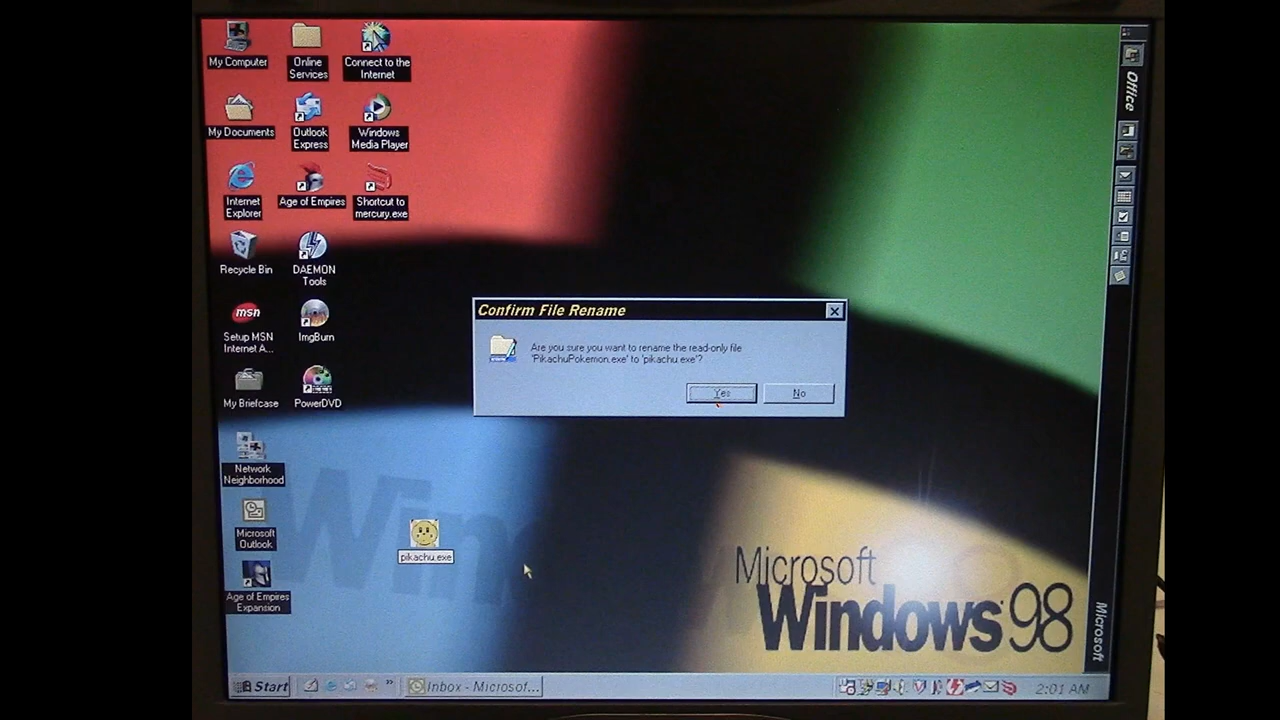 My Computer
Online
Services
Connect to the
Internet
My Documents
Outlook
Express
Windows
Media Player
Internet
Explorer
Age of Empires
Shortcut to
mercury.exe
Recycle Bin
DAEMON
Tools
msn
Setup MSN
Internet A...
ImgBurn
My Briefcase
PowerDVD
Network
Neighborhood
Microsoft
Outlook
Age of Empires
Expansion
pikachu.exe
Confirm File Rename
Are you sure you want to rename the read-only file
'PikachuPokemon.exe' to 'pikachu.exe'?
Yes
No
Office
Microsoft
Microsoft
Windows 98
Start
Inbox - Microsof...
2:01 AM